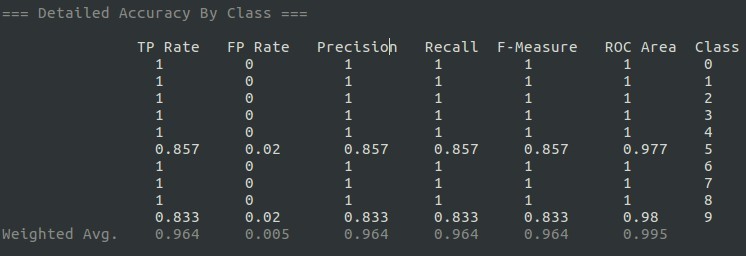 === Detailed Accuracy By Class ===
TP Rate FP Rate Precision Recall F-Measure ROC Area Class
1 0 1 1 1 1 0
1 0 1 1 1 1 1
1 0 1 1 1 1 2
1 0 1 1 1 1 3
1 0 1 1 1 1 4
0.857 0.02 0.857 0.857 0.857 0.977 5
1 0 1 1 1 1 6
1 0 1 1 1 1 7
1 0 1 1 1 1 8
0.833 0.02 0.833 0.833 0.833 0.98 9
Weighted Avg. 0.964 0.005 0.964 0.964 0.964 0.995